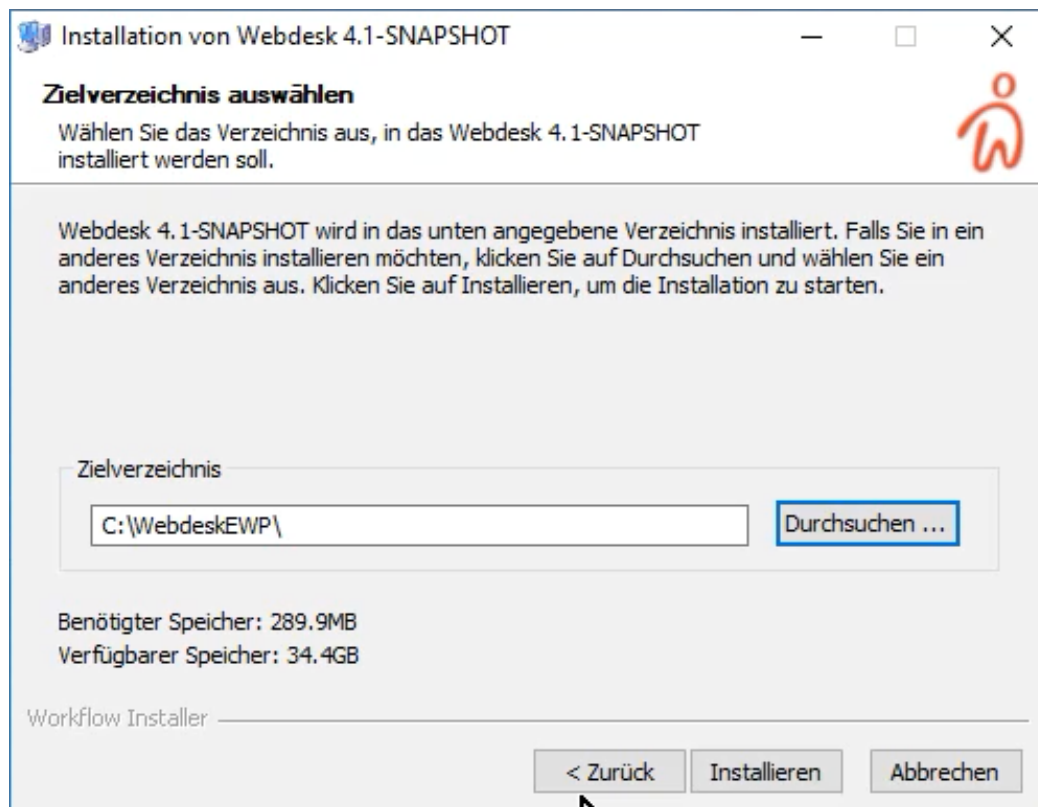 Installation von Webdesk 4.1-SNAPSHOT
Zielverzeichnis auswählen
Wählen Sie das Verzeichnis aus, in das Webdesk 4.1-SNAPSHOT
installiert werden soll.
Webdesk 4.1-SNAPSHOT wird in das unten angegebene Verzeichnis installiert. Falls Sie in ein
anderes Verzeichnis installieren möchten, klicken Sie auf Durchsuchen und wählen Sie ein
anderes Verzeichnis aus. Klicken Sie auf Installieren, um die Installation zu starten.
Zielverzeichnis
C:\WebdeskEWP\
Durchsuchen ...
Benötigter Speicher: 289.9MB
Verfügbarer Speicher: 34.4GB
Workflow Installer
< Zurück
Installieren
Abbrechen